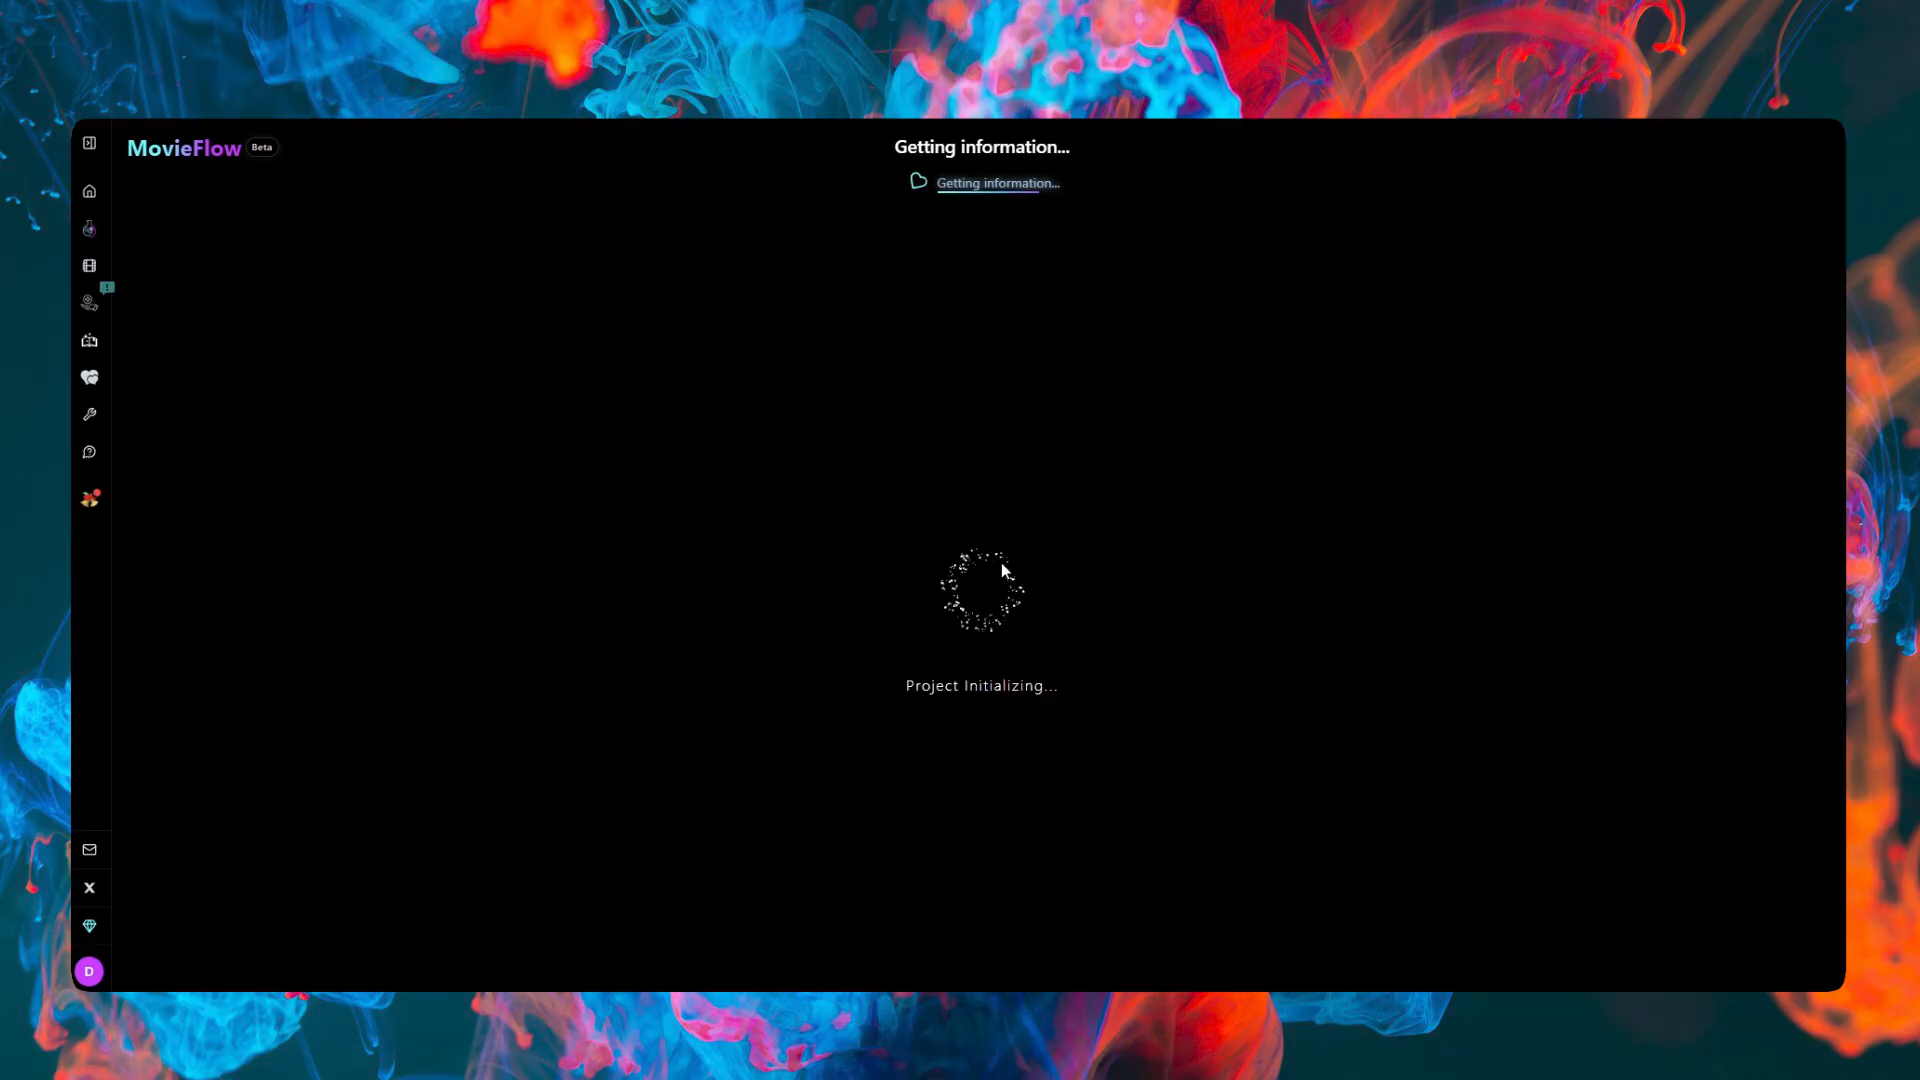 MovieFlow Beta
Getting information...
Getting information...
Project Initializing...
X
D